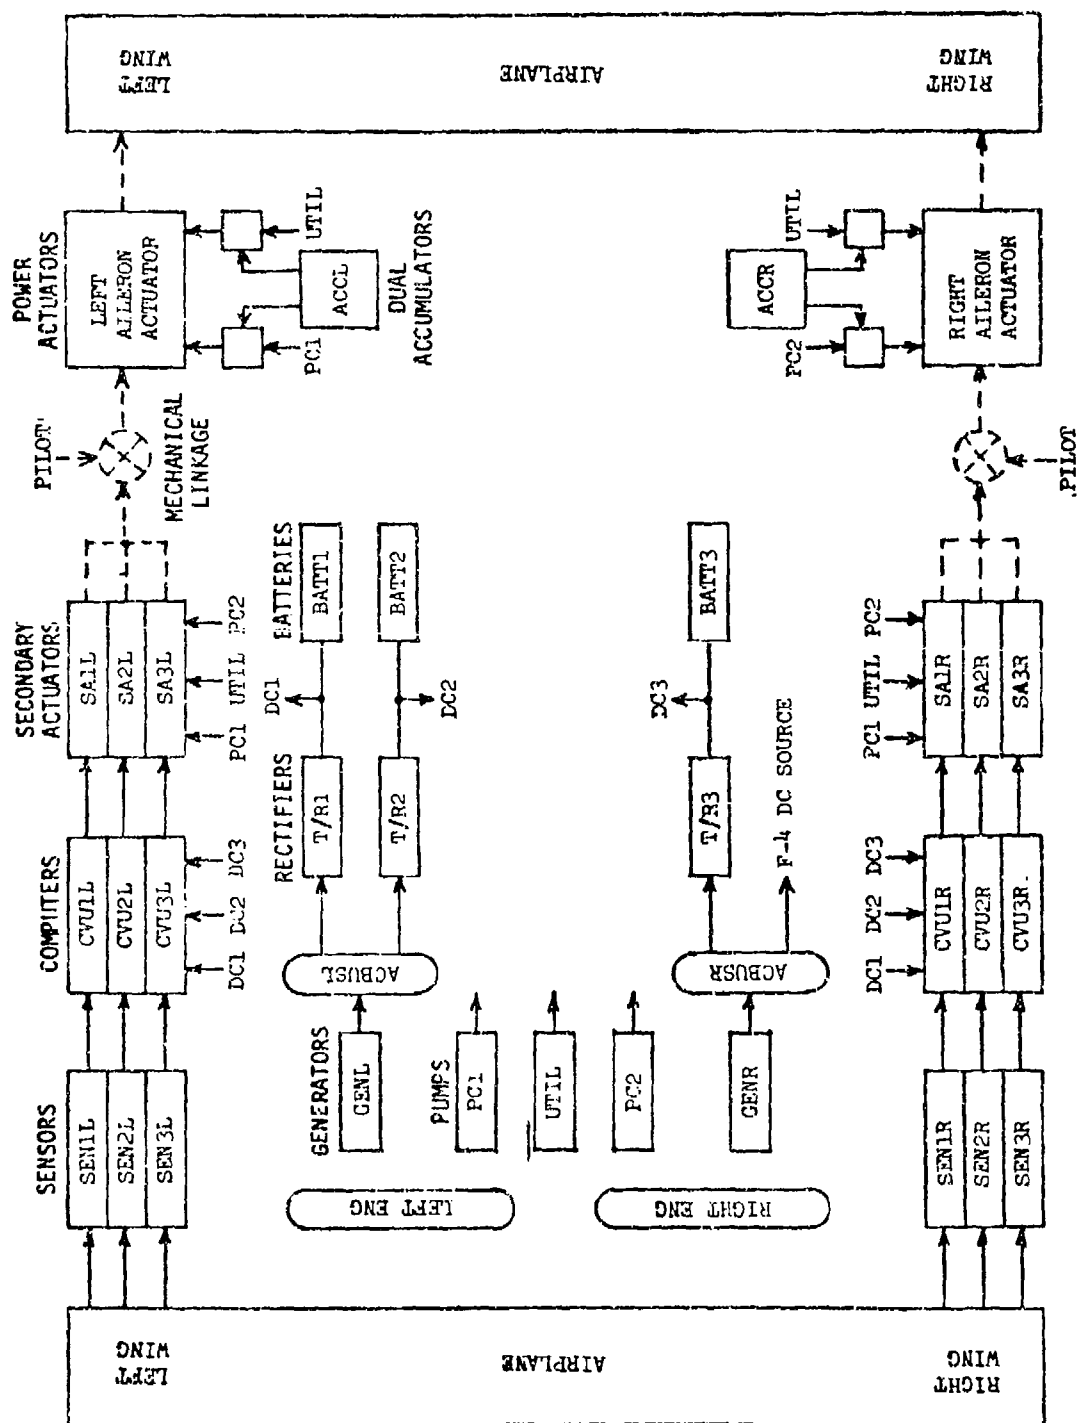 SENSORS
COMPUTERS
SECONDARY
ACTUATORS
POWER
ACTUATORS
LEFT
WING
AIRPLANE
RIGHT
WING
SEN1L
SEN2L
SEN3L
CVU1L
CVU2L
CVU3L
DC1 DC2 DC3
SA1L
SA2L
SA3L
PC1 UTIL PC2
PILOT
MECHANICAL
LINKAGE
LEFT
AILERON
ACTUATOR
PC1
UTIL
ACCL
DUAL
ACCUMULATORS
LEFT
WING
AIRPLANE
RIGHT
WING
LEFT ENG
RIGHT ENG
GENERATORS
GENL
PUMPS
PC1
UTIL
PC2
GENR
ACBUSL
ACBUSR
RECTIFIERS
T/R1
T/R2
T/R3
F-4 DC SOURCE
BATTERIES
BATT1
BATT2
BATT3
DC1
DC2
DC3
SEN1R
SEN2R
SEN3R
DC1 DC2 DC3
CVU1R
CVU2R
CVU3R
PC1 UTIL PC2
SA1R
SA2R
SA3R
PILOT
PC2
UTIL
ACCR
RIGHT
AILERON
ACTUATOR